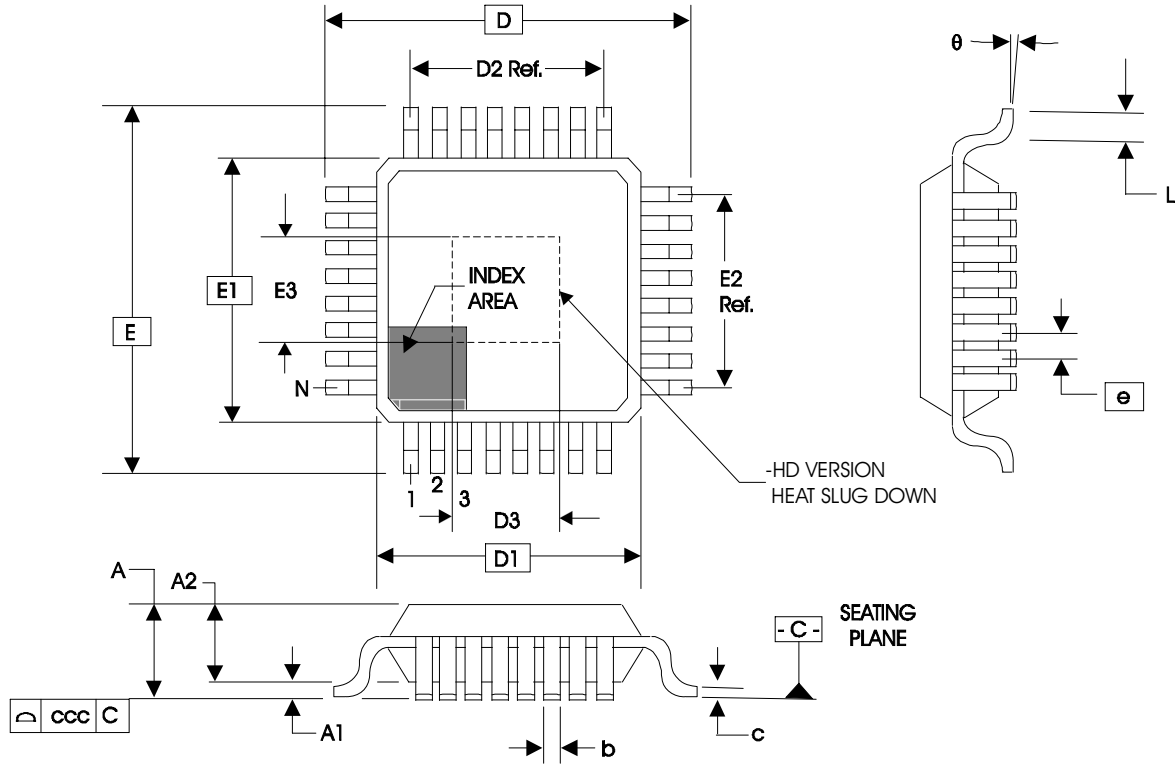 D
θ
D2 Ref.
L
E1
E3
INDEX
AREA
E2
Ref.
E
N
e
1
2
3
-HD VERSION
HEAT SLUG DOWN
D3
D1
A
A2
SEATING
PLANE
- C -
ccc C
A1
b
c